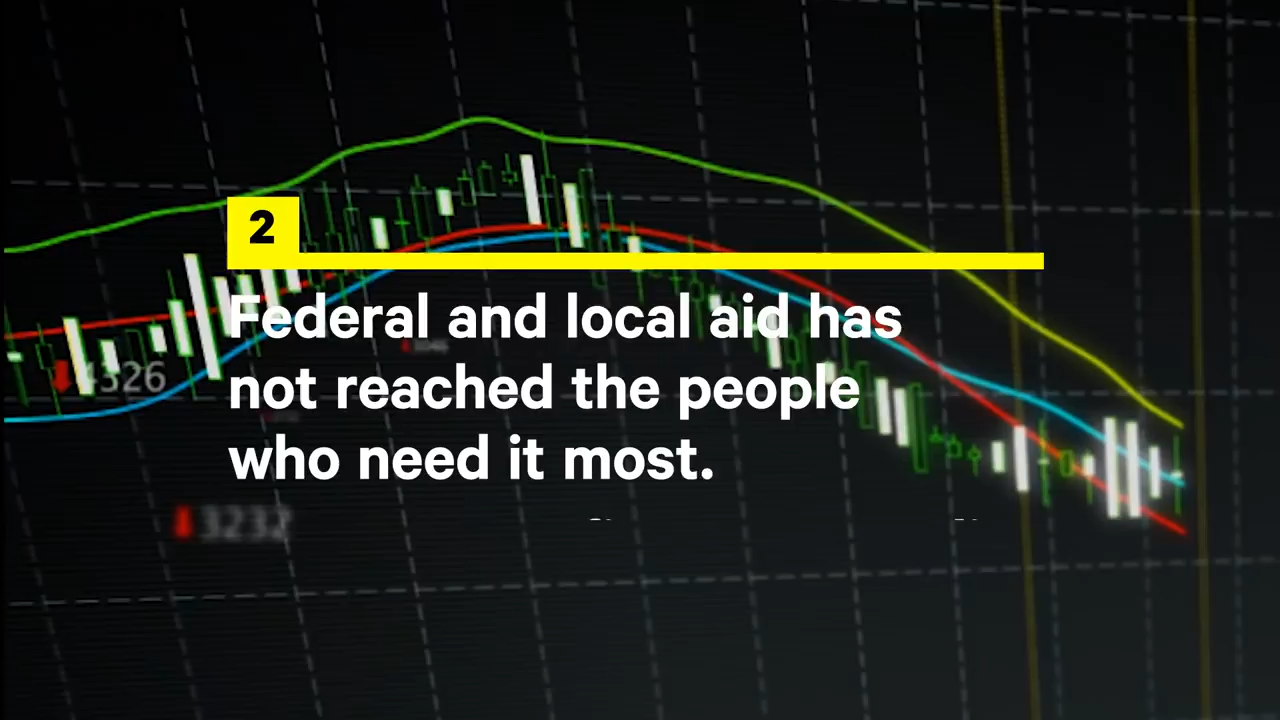 2
Federal and local aid has
not reached the people
who need it most.
4326
3232